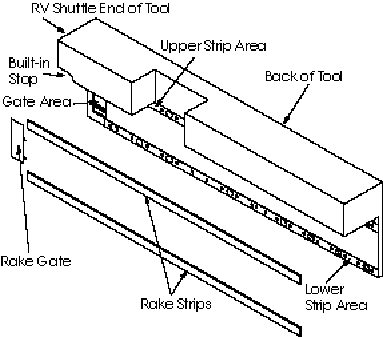 RV Shuttle End of Tool
Upper Strip Area
Built-in
Stop
Back of Tool
Gate Area
Rake Gate
Rake Strips
Lower
Strip Area